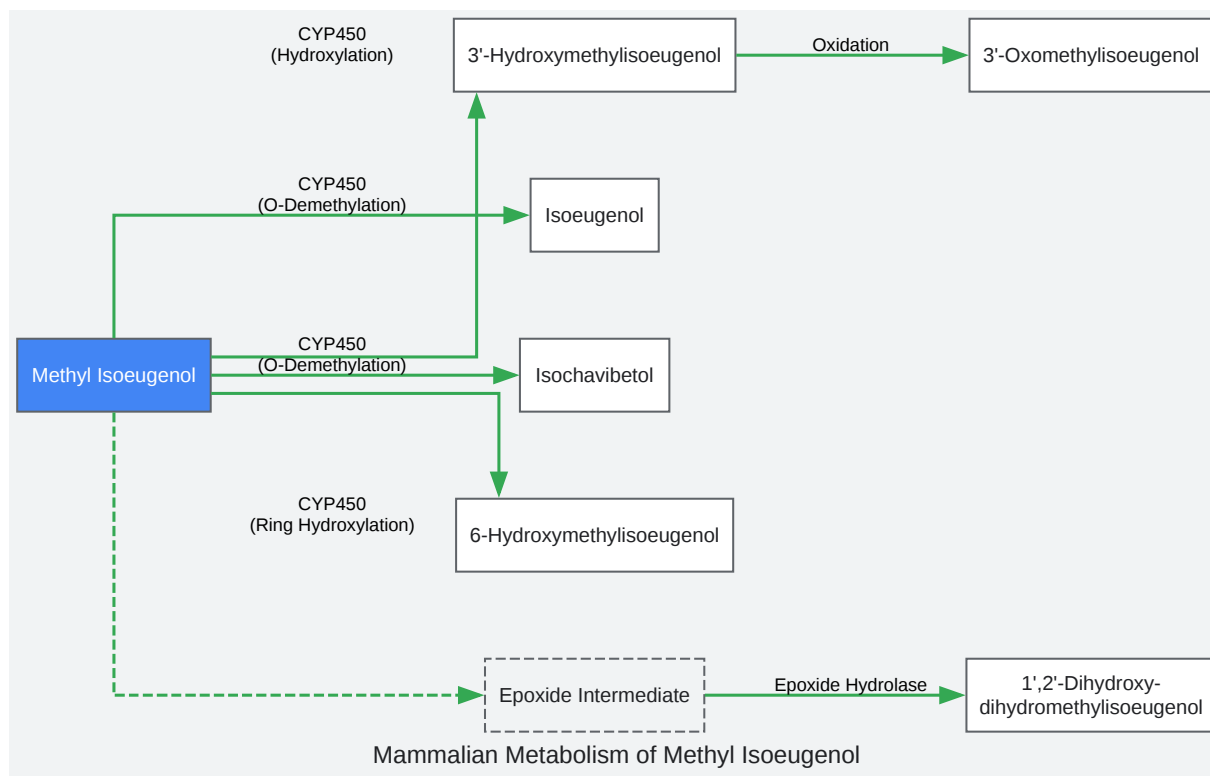 CYP450
(Hydroxylation)
3'-Hydroxymethylisoeugenol
Oxidation
3'-Oxomethylisoeugenol
CYP450
(O-Demethylation)
Isoeugenol
Methyl Isoeugenol
CYP450
(O-Demethylation)
Isochavibetol
CYP450
(Ring Hydroxylation)
6-Hydroxymethylisoeugenol
Epoxide Intermediate
Epoxide Hydrolase
1',2'-Dihydroxy-
dihydromethylisoeugenol
Mammalian Metabolism of Methyl Isoeugenol